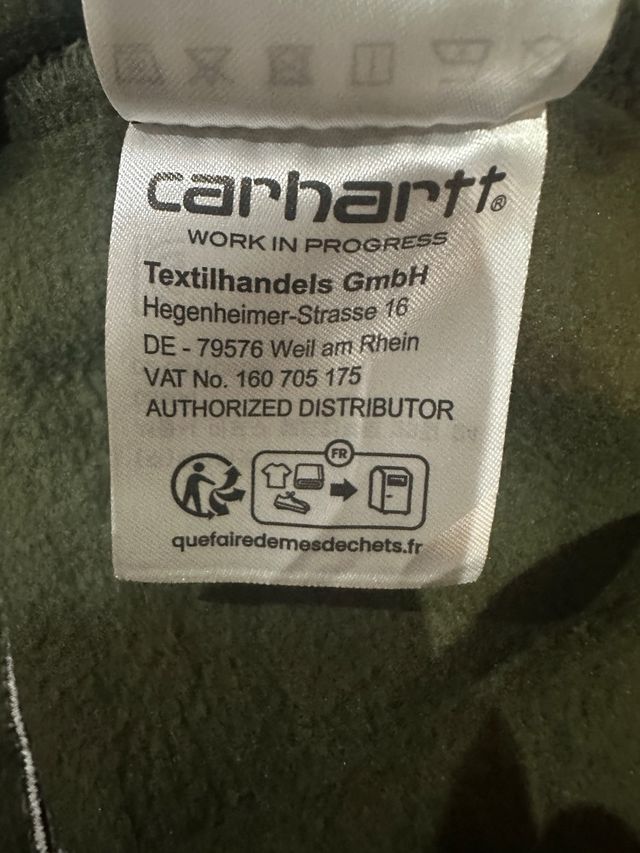 carhartt®
WORK IN PROGRESS
Textilhandels GmbH
Hegenheimer-Strasse 16
DE - 79576 Weil am Rhein
VAT No. 160 705 175
AUTHORIZED DISTRIBUTOR
FR
quefairedemesdechets.fr